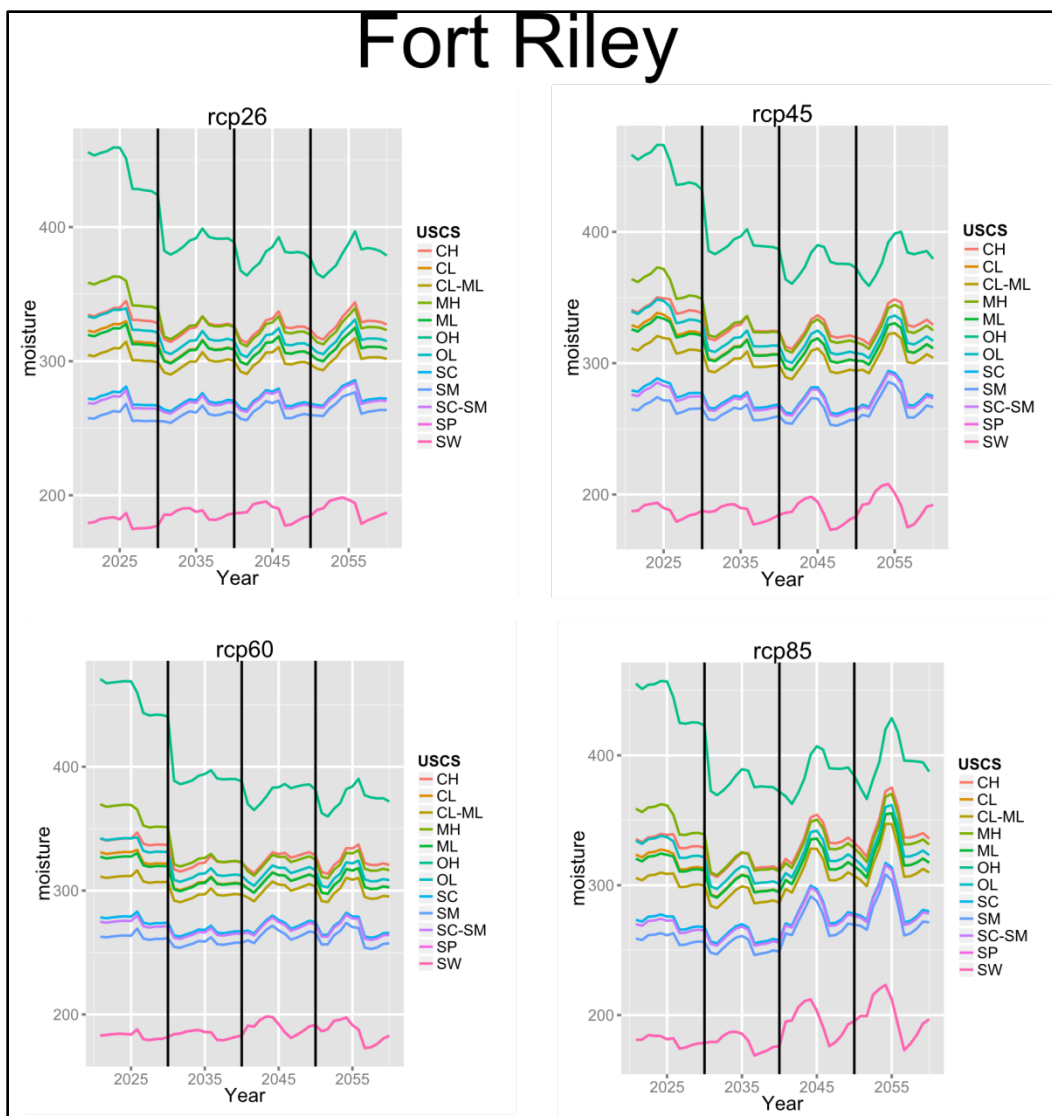 Fort Riley
rcp26
moisture
400
300
200
2025
2035
2045
2055
Year
USCS
CH
CL
CL-ML
MH
ML
OH
OL
SC
SM
SC-SM
SP
SW
rcp45
moisture
400
300
200
2025
2035
2045
2055
Year
USCS
CH
CL
CL-ML
MH
ML
OH
OL
SC
SM
SC-SM
SP
SW
rcp60
moisture
400
300
200
2025
2035
2045
2055
Year
USCS
CH
CL
CL-ML
MH
ML
OH
OL
SC
SM
SC-SM
SP
SW
rcp85
moisture
400
300
200
2025
2035
2045
2055
Year
USCS
CH
CL
CL-ML
MH
ML
OH
OL
SC
SM
SC-SM
SP
SW